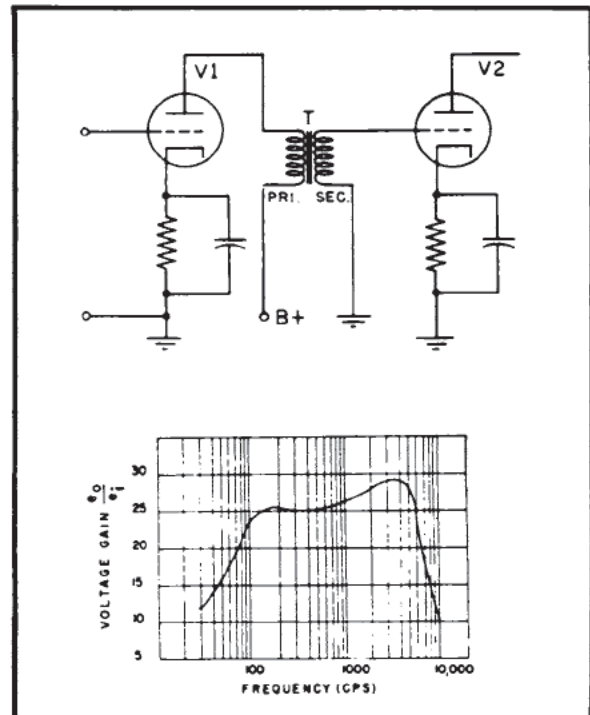 V1
V2
T
PRI. SEC.
B+
30
25
20
15
10
5
VOLTAGE GAIN eo/ei
100 1000 10,000
FREQUENCY (CPS)